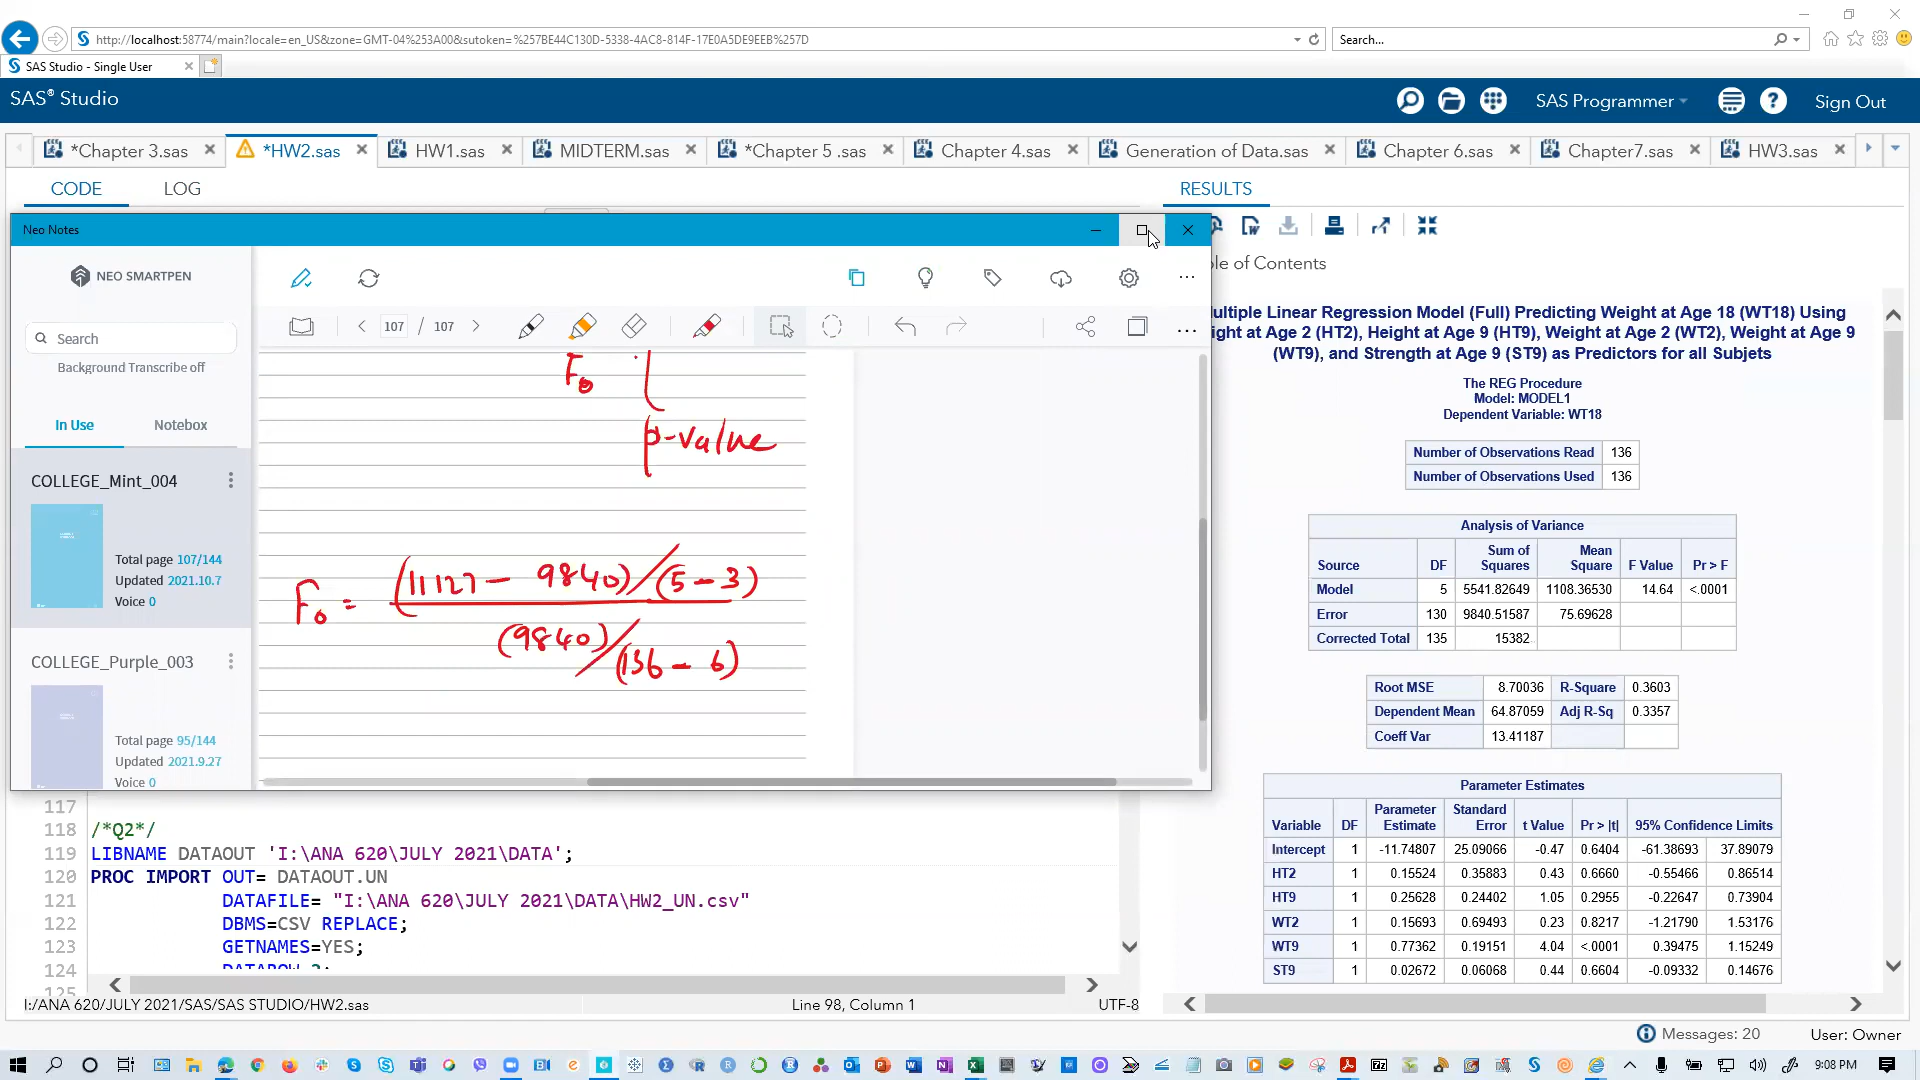 http://localhost:58774/main?locale=en_US&zone=GMT-04%253A00&sutoken=%257BE44C130D-5338-4AC8-814F-17E0A5DE9EEB%257D
Search...
SAS Studio - Single User
SAS® Studio
SAS Programmer
Sign Out
*Chapter 3.sas
*HW2.sas
HW1.sas
MIDTERM.sas
*Chapter 5 .sas
Chapter 4.sas
Generation of Data.sas
Chapter 6.sas
Chapter7.sas
HW3.sas
CODE
LOG
RESULTS
Neo Notes
NEO SMARTPEN
Search
Background Transcribe off
In Use
Notebox
COLLEGE_Mint_004
Total page 107/144
Updated 2021.10.7
Voice 0
COLLEGE_Purple_003
Total page 95/144
Updated 2021.9.27
Voice 0
107 / 107
F₀
p-value
F₀ = (11127 - 9840)/(5-3)
(9840)/(136 - 6)
117
118 /*Q2*/
119 LIBNAME DATAOUT 'I:\ANA 620\JULY 2021\DATA';
120 PROC IMPORT OUT= DATAOUT.UN
121 DATAFILE= "I:\ANA 620\JULY 2021\DATA\HW2_UN.csv"
122 DBMS=CSV REPLACE;
123 GETNAMES=YES;
124
125
I:/ANA 620/JULY 2021/SAS/SAS STUDIO/HW2.sas
Line 98, Column 1
UTF-8
le of Contents
ultiple Linear Regression Model (Full) Predicting Weight at Age 18 (WT18) Using
ight at Age 2 (HT2), Height at Age 9 (HT9), Weight at Age 2 (WT2), Weight at Age 9
(WT9), and Strength at Age 9 (ST9) as Predictors for all Subjets
The REG Procedure
Model: MODEL1
Dependent Variable: WT18
Number of Observations Read 136
Number of Observations Used 136
Analysis of Variance
Source DF Sum of Squares Mean Square F Value Pr > F
Model 5 5541.82649 1108.36530 14.64 <.0001
Error 130 9840.51587 75.69628
Corrected Total 135 15382
Root MSE 8.70036 R-Square 0.3603
Dependent Mean 64.87059 Adj R-Sq 0.3357
Coeff Var 13.41187
Parameter Estimates
Variable DF Parameter Estimate Standard Error t Value Pr > |t| 95% Confidence Limits
Intercept 1 -11.74807 25.09066 -0.47 0.6404 -61.38693 37.89079
HT2 1 0.15524 0.35883 0.43 0.6660 -0.55466 0.86514
HT9 1 0.25628 0.24402 1.05 0.2955 -0.22647 0.73904
WT2 1 0.15693 0.69493 0.23 0.8217 -1.21790 1.53176
WT9 1 0.77362 0.19151 4.04 <.0001 0.39475 1.15249
ST9 1 0.02672 0.06068 0.44 0.6604 -0.09332 0.14676
Messages: 20
User: Owner
9:08 PM